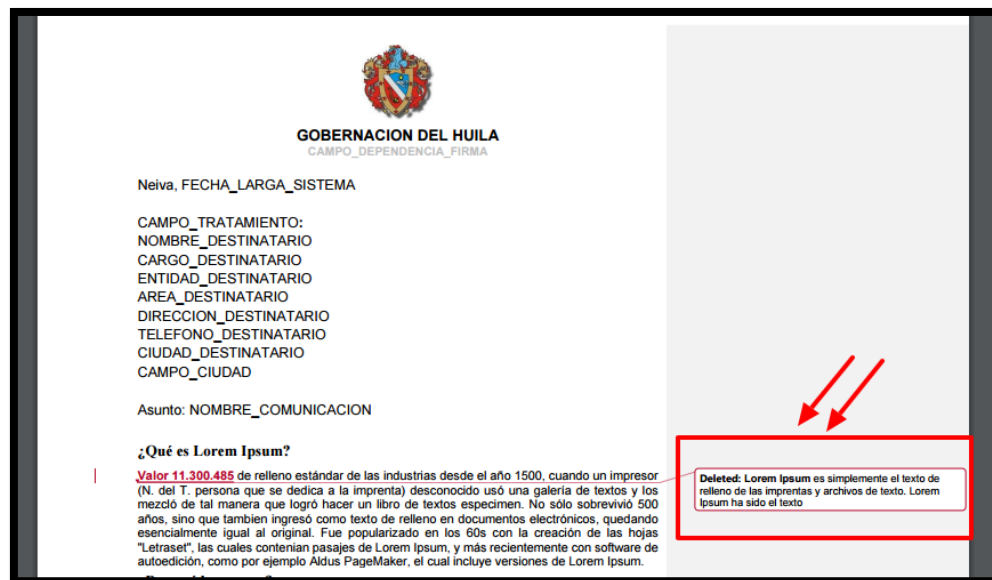 GOBERNACION DEL HUILA
CAMPO_DEPENDENCIA_FIRMA
Neiva, FECHA_LARGA_SISTEMA
CAMPO_TRATAMIENTO:
NOMBRE_DESTINATARIO
CARGO_DESTINATARIO
ENTIDAD_DESTINATARIO
AREA_DESTINATARIO
DIRECCION_DESTINATARIO
TELEFONO_DESTINATARIO
CIUDAD_DESTINATARIO
CAMPO_CIUDAD
Asunto: NOMBRE_COMUNICACION
¿Qué es Lorem Ipsum?
Valor 11.300.485 de relleno estándar de las industrias desde el año 1500, cuando un impresor
(N. del T. persona que se dedica a la imprenta) desconocido usó una galería de textos y los
mezcló de tal manera que logró hacer un libro de textos especimen. No sólo sobrevivió 500
años, sino que tambien ingresó como texto de relleno en documentos electrónicos, quedando
esencialmente igual al original. Fue popularizado en los 60s con la creación de las hojas
"Letraset", las cuales contenian pasajes de Lorem Ipsum, y más recientemente con software de
autoedición, como por ejemplo Aldus PageMaker, el cual incluye versiones de Lorem Ipsum.
Deleted: Lorem Ipsum es simplemente el texto de
relleno de las imprentas y archivos de texto. Lorem
Ipsum ha sido el texto